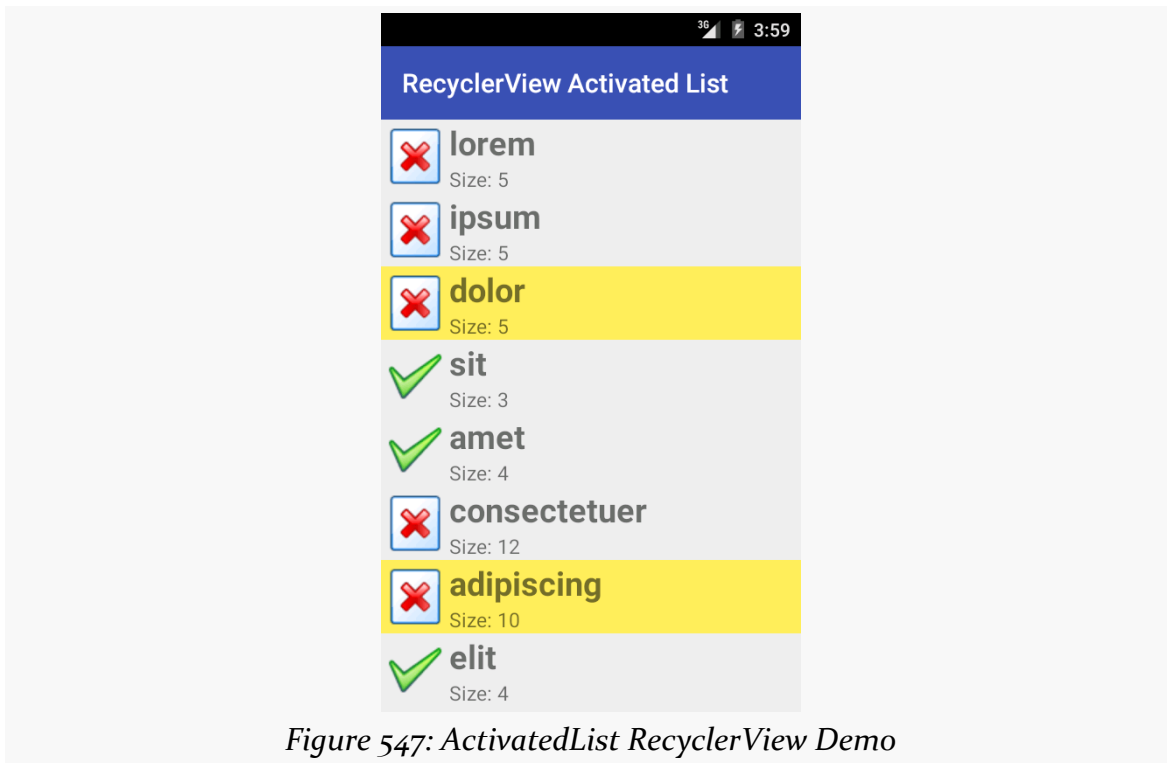 3G 3:59
RecyclerView Activated List
lorem
Size: 5
ipsum
Size: 5
dolor
Size: 5
sit
Size: 3
amet
Size: 4
consectetuer
Size: 12
adipiscing
Size: 10
elit
Size: 4
Figure 547: ActivatedList RecyclerView Demo